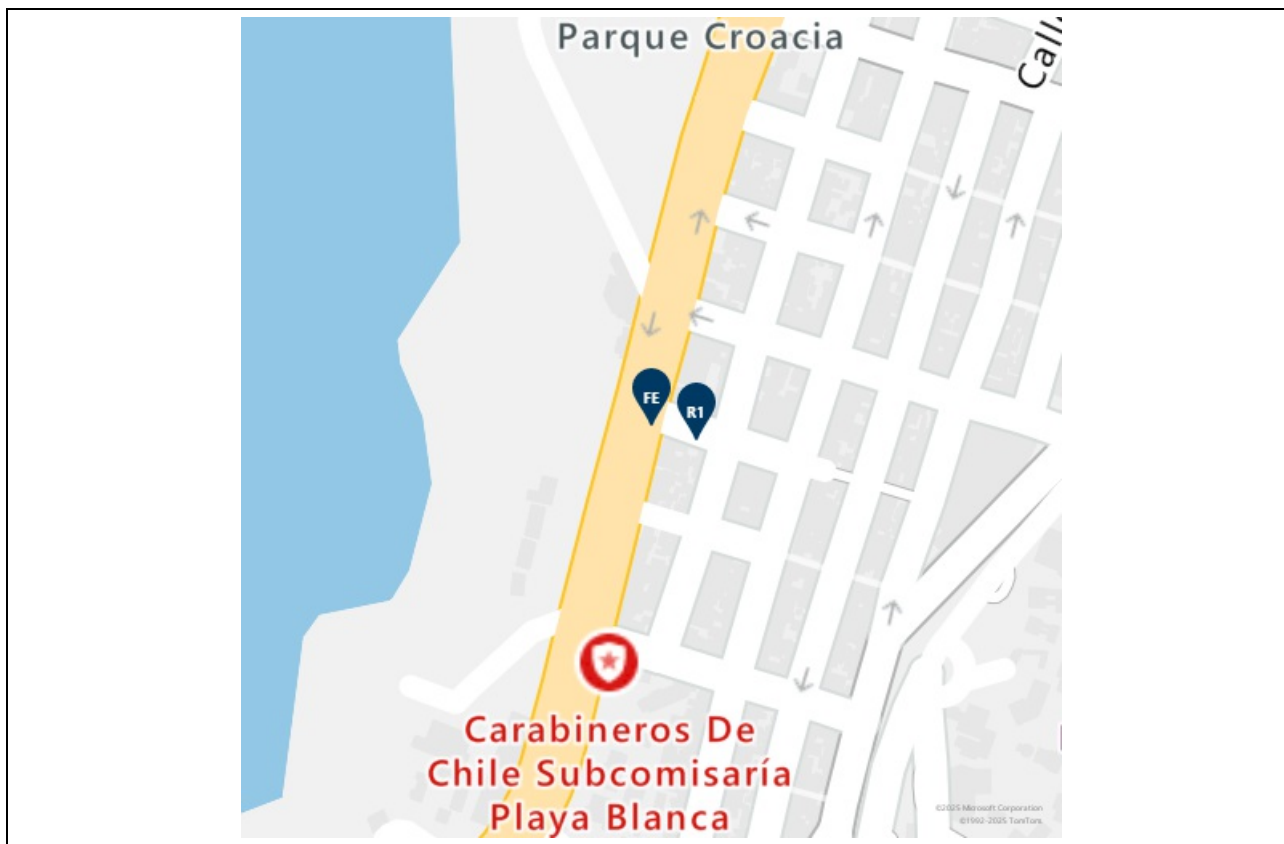 Parque Croacia
Call
FE
R1
Carabineros De
Chile Subcomisaría
Playa Blanca
©2025 Microsoft Corporation
©1992-2025 TomTom